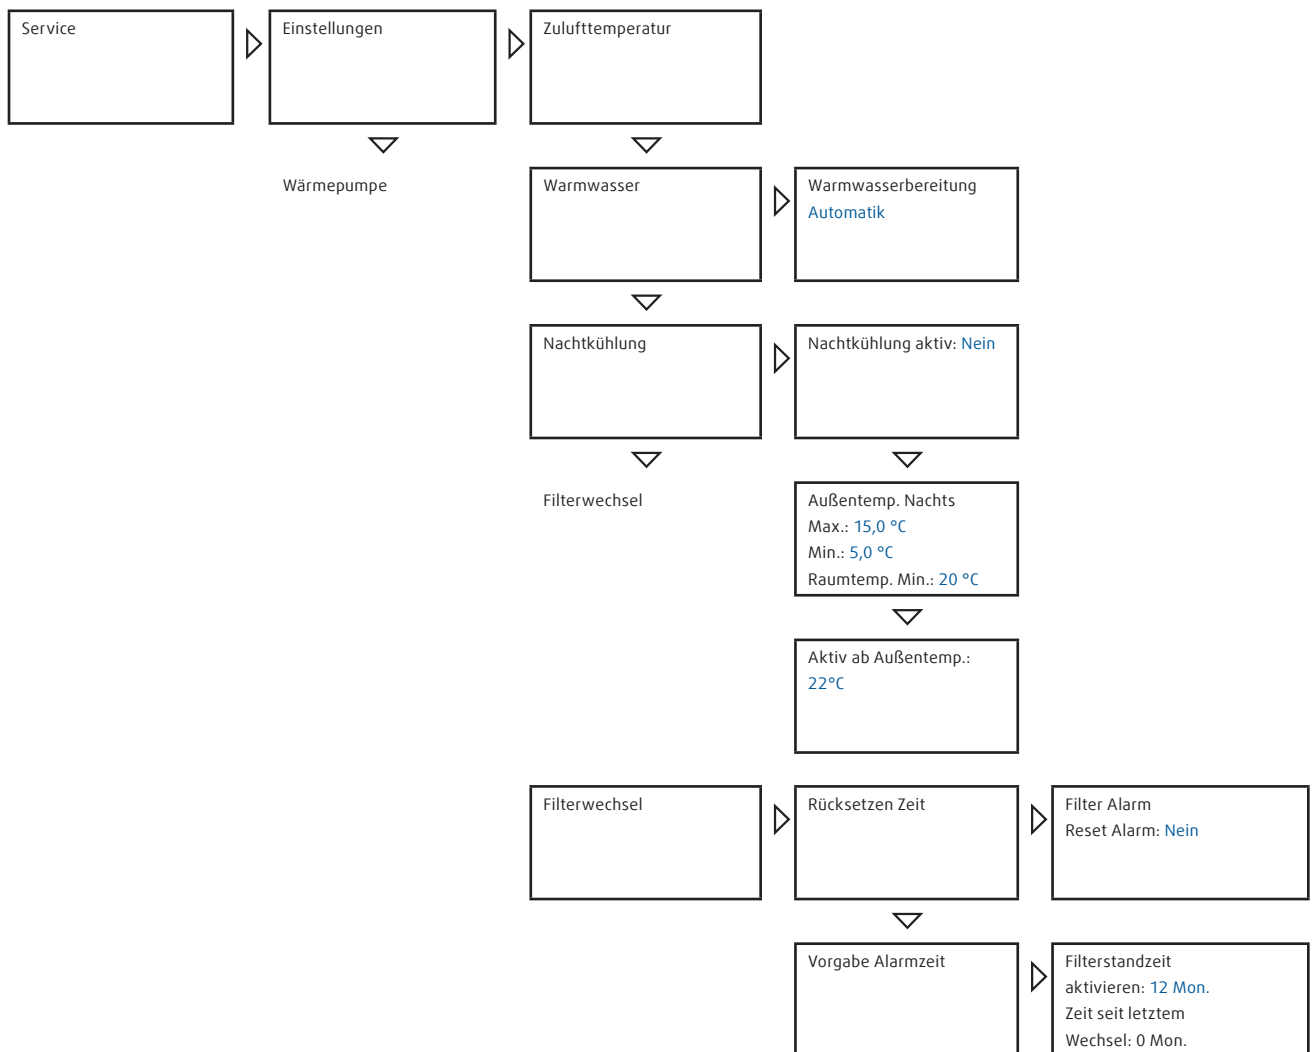 Service
Einstellungen
Zulufttemperatur
Wärmepumpe
Warmwasser
Warmwasserbereitung
Automatik
Nachtkühlung
Nachtkühlung aktiv: Nein
Filterwechsel
Außentemp. Nachts
Max.: 15,0 °C
Min.: 5,0 °C
Raumtemp. Min.: 20 °C
Aktiv ab Außentemp.:
22°C
Filterwechsel
Rücksetzen Zeit
Filter Alarm
Reset Alarm: Nein
Vorgabe Alarmzeit
Filterstandzeit
aktivieren: 12 Mon.
Zeit seit letztem
Wechsel: 0 Mon.